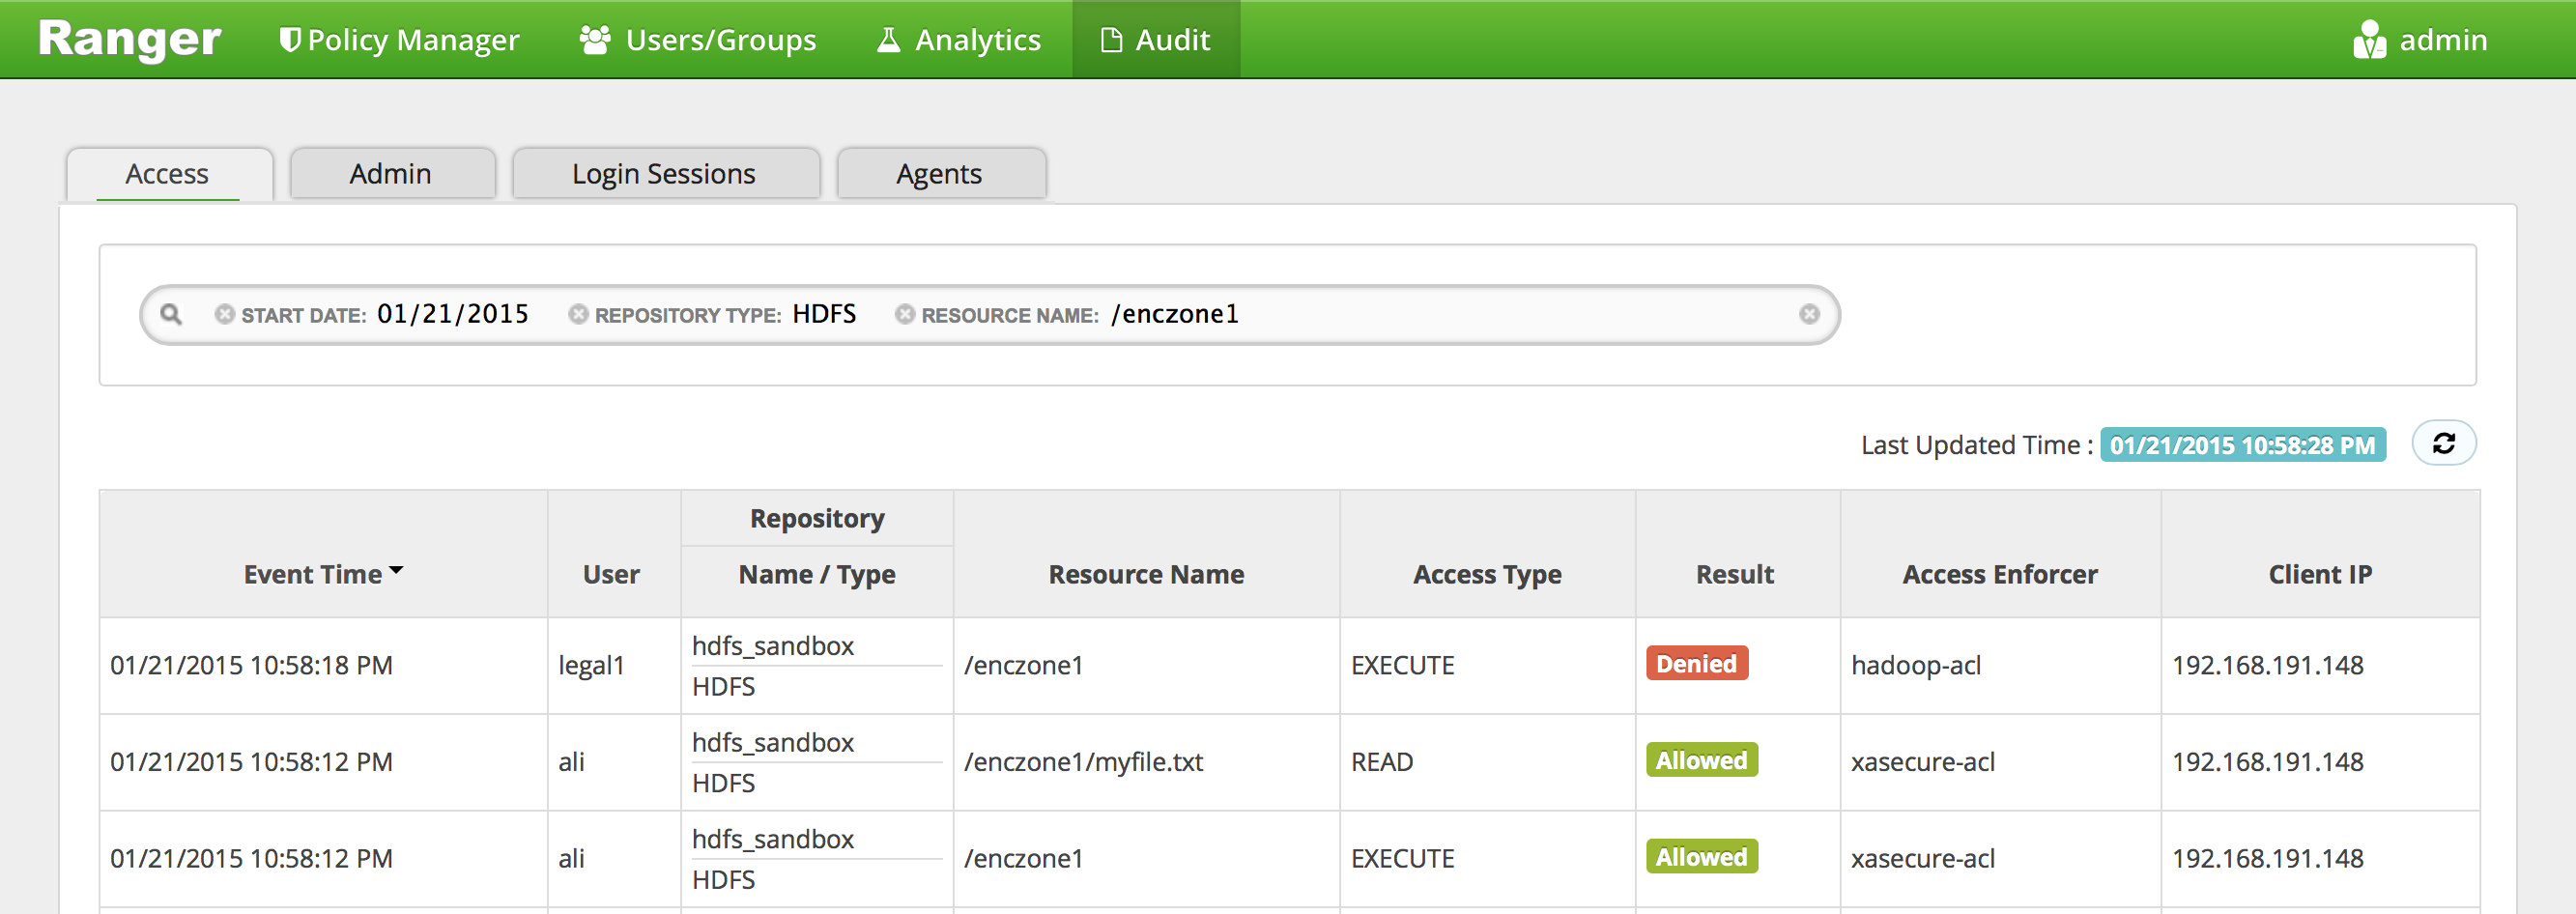 Ranger Policy Manager Users/Groups Analytics Audit admin
Access Admin Login Sessions Agents
START DATE: 01/21/2015 REPOSITORY TYPE: HDFS RESOURCE NAME: /enczone1
Last Updated Time : 01/21/2015 10:58:28 PM
Repository
Event Time User Name / Type Resource Name Access Type Result Access Enforcer Client IP
hdfs_sandbox
01/21/2015 10:58:18 PM legal1 /enczone1 EXECUTE Denied hadoop-acl 192.168.191.148
HDFS
hdfs_sandbox
01/21/2015 10:58:12 PM ali /enczone1/myfile.txt READ Allowed xasecure-acl 192.168.191.148
HDFS
hdfs_sandbox
01/21/2015 10:58:12 PM ali /enczone1 EXECUTE Allowed xasecure-acl 192.168.191.148
HDFS